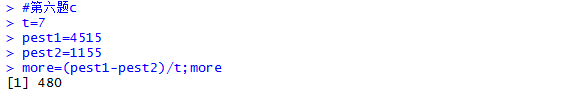 > #第六题c
> t=7
> pest1=4515
> pest2=1155
> more=(pest1-pest2)/t;more
[1] 480